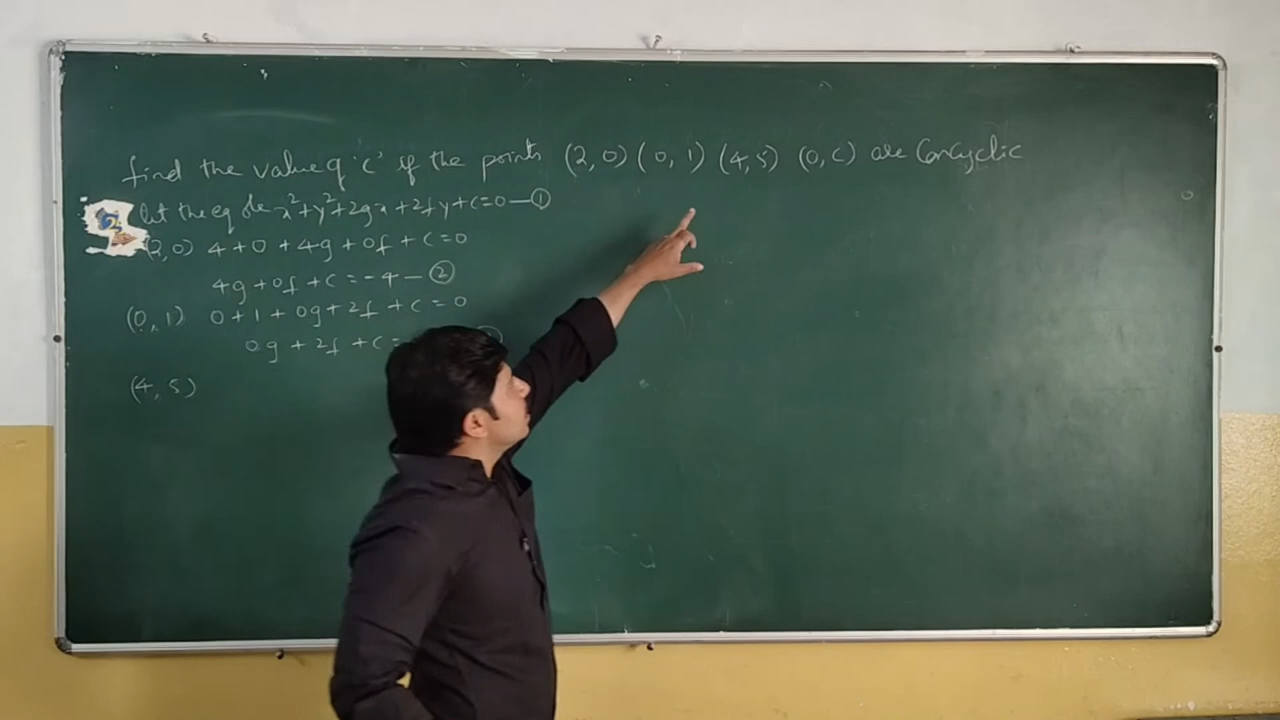 find the value of 'c' if the points (2,0) (0,1) (4,5) (0,c) are Concyclic
let the eq de x²+y²+2gx+2fy+c=0—①
(2,0) 4+0+4g+0f+c=0
4g+0f+c=-4—②
(0,1) 0+1+0g+2f+c=0
0g+2f+c=
(4,5)